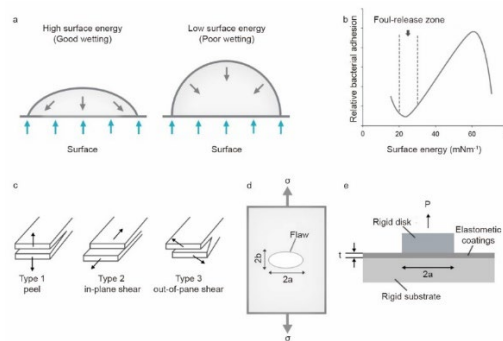 a
High surface energy
(Good wetting)
Low surface energy
(Poor wetting)
Surface
Surface
b
Foul-release zone
Relative bacterial adhesion
0
20
40
60
Surface energy (mNm-1)
c
Type 1
peel
Type 2
in-plane shear
Type 3
out-of-pane shear
d
σ
Flaw
2b
2a
σ
e
P
Rigid disk
Elastometic
coatings
t
2a
Rigid substrate